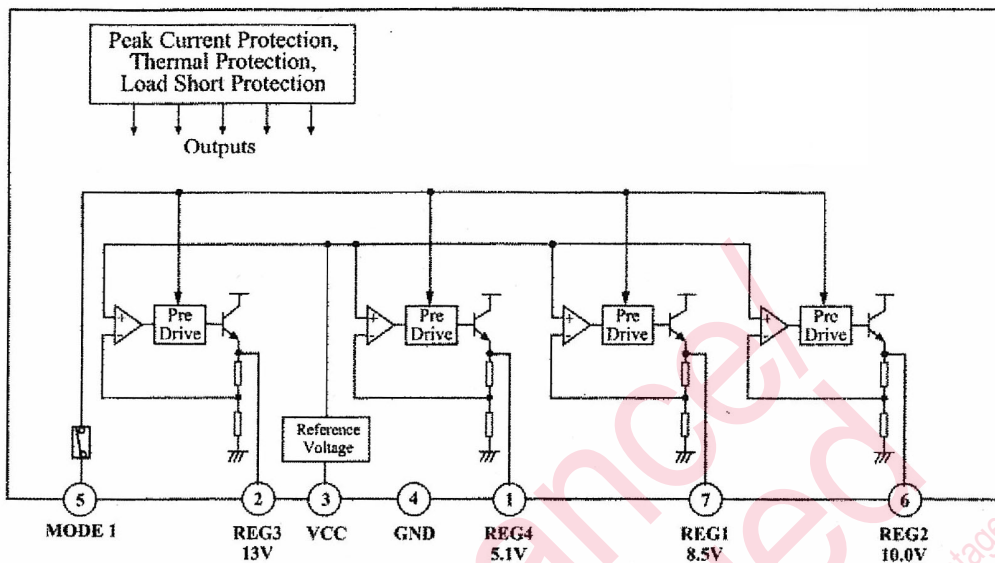 Peak Current Protection,
Thermal Protection,
Load Short Protection
Outputs
+
-
Pre
Drive
+
-
Pre
Drive
+
-
Pre
Drive
+
-
Pre
Drive
Reference
Voltage
5
2
3
4
1
7
6
MODE 1
REG3
13V
VCC
GND
REG4
5.1V
REG1
8.5V
REG2
10.0V